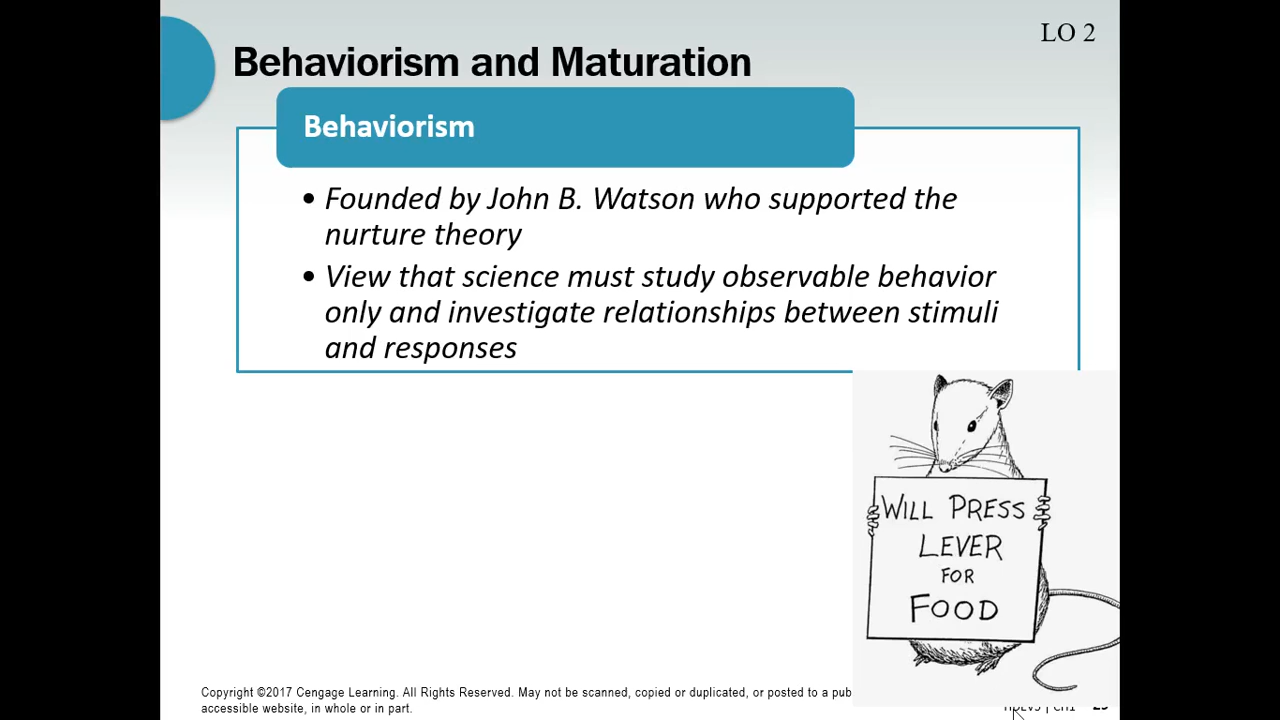 LO 2
Behaviorism and Maturation
Behaviorism
• Founded by John B. Watson who supported the
nurture theory
• View that science must study observable behavior
only and investigate relationships between stimuli
and responses
WILL PRESS
LEVER
FOR
FOOD
Copyright ©2017 Cengage Learning. All Rights Reserved. May not be scanned, copied or duplicated, or posted to a pub
accessible website, in whole or in part.